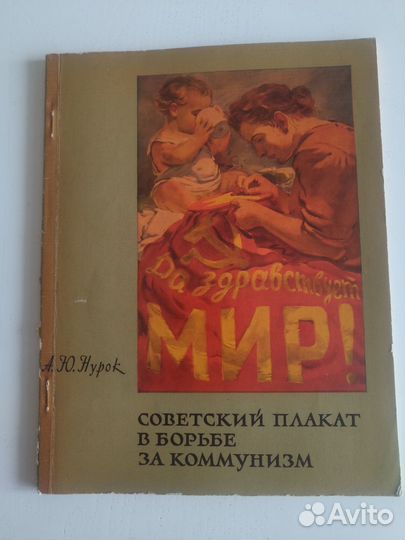 Да здравствует
МИР!
А. Ю. Нурок
СОВЕТСКИЙ ПЛАКАТ
В БОРЬБЕ
ЗА КОММУНИЗМ
Avito